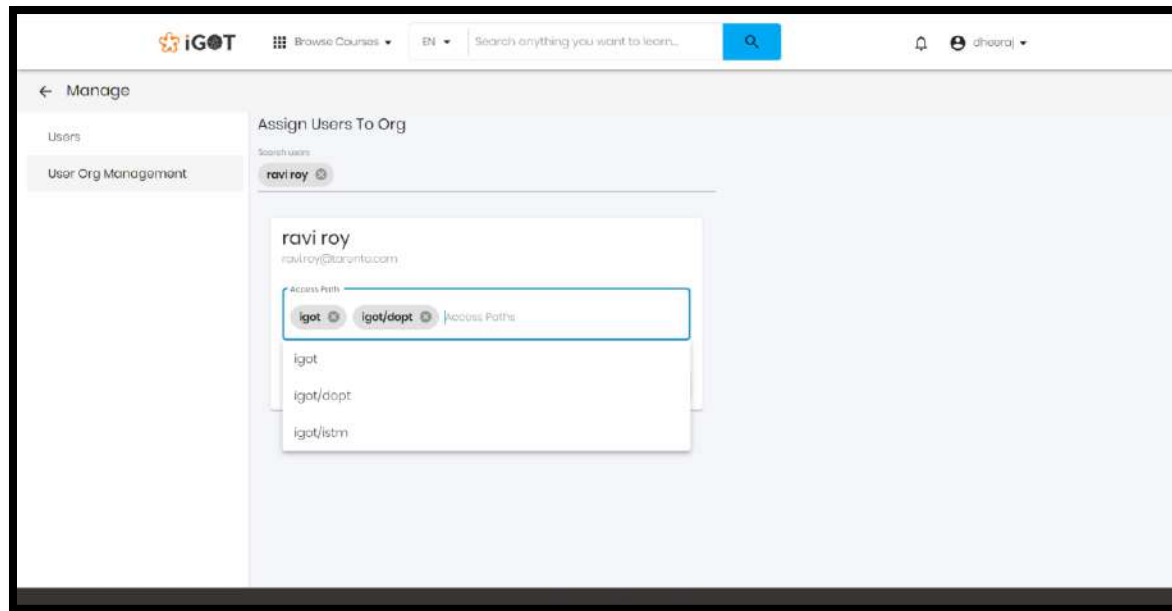 iGOT Browse Courses EN Search anything you want to learn... dheeraj
Manage
Users
User Org Management
Assign Users To Org
Search users
ravi roy
ravi roy
ravi.roy@tarento.com
Access Path
igot igot/dopt Access Paths
igot
igot/dopt
igot/istm